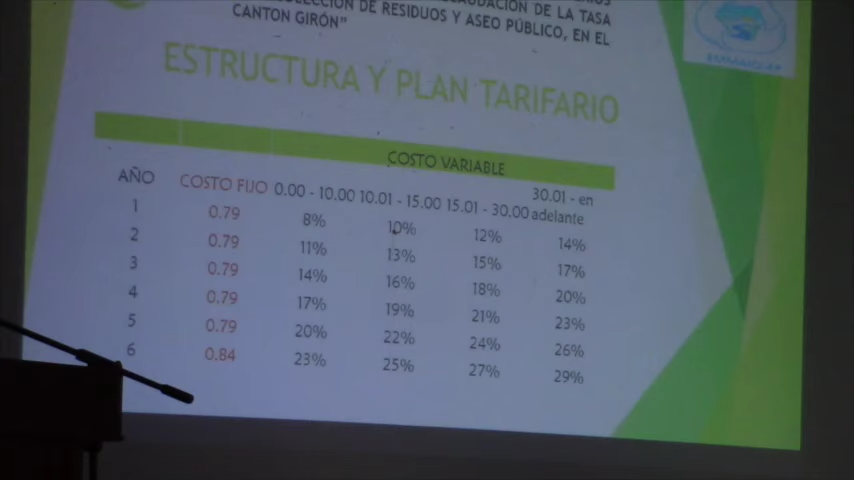 RECAUDACIÓN DE LA TASA
RECOLECCIÓN DE RESIDUOS Y ASEO PÚBLICO, EN EL
CANTON GIRÓN"
ESTRUCTURA Y PLAN TARIFARIO
COSTO VARIABLE
AÑO COSTO FIJO 0.00 - 10.00 10.01 - 15.00 15.01 - 30.00 30.01 - en adelante
1 0.79 8% 10% 12% 14%
2 0.79 11% 13% 15% 17%
3 0.79 14% 16% 18% 20%
4 0.79 17% 19% 21% 23%
5 0.79 20% 22% 24% 26%
6 0.84 23% 25% 27% 29%